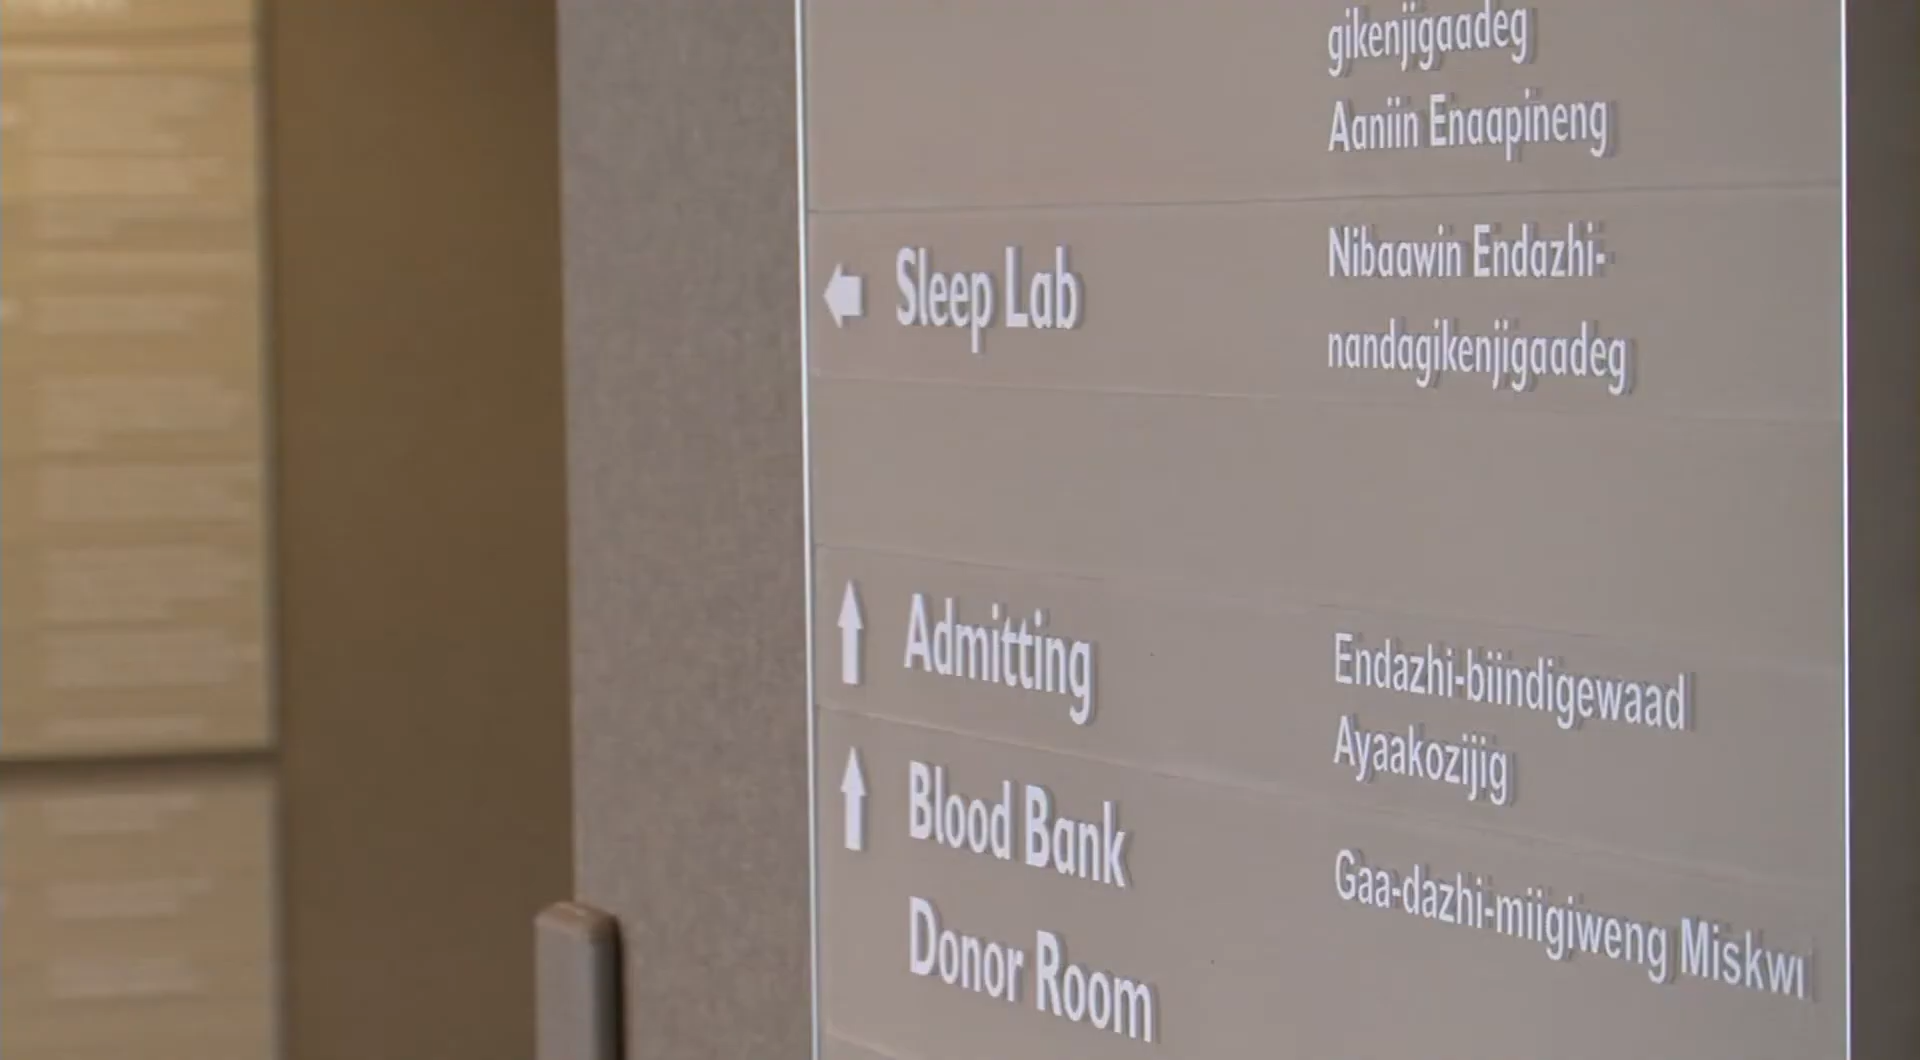 gikenjigaadeg
Aaniin Enaapineng
Sleep Lab
Nibaawin Endazhi-
nandagikenjigaadeg
Admitting
Endazhi-biindigewaad
Ayaakozijig
Blood Bank
Donor Room
Gaa-dazhi-miigiweng Miskwi